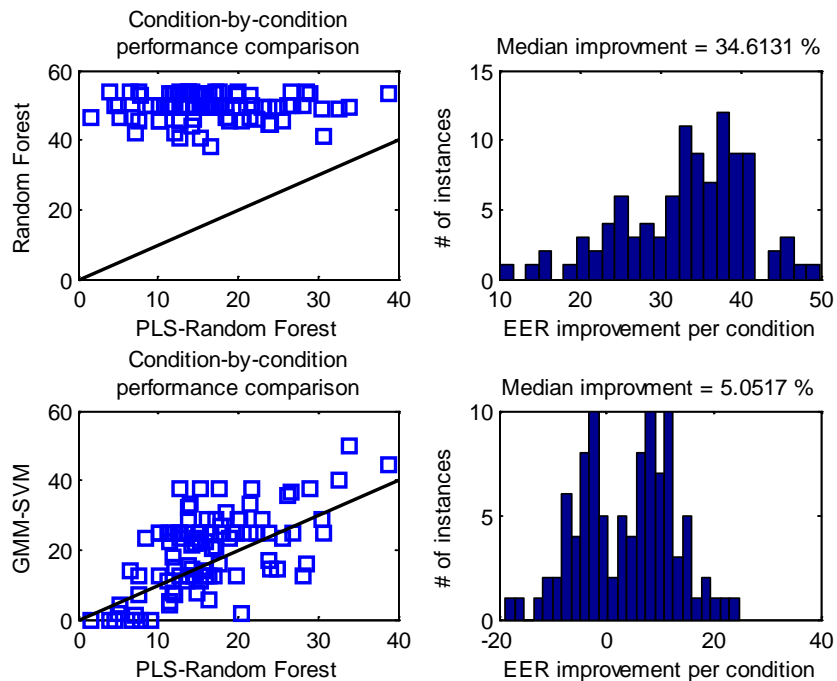 Condition-by-condition
performance comparison
60
40
20
0
0 10 20 30 40
Random Forest
PLS-Random Forest
Median improvment = 34.6131 %
15
10
5
0
10 20 30 40 50
# of instances
EER improvement per condition
Condition-by-condition
performance comparison
60
40
20
0
0 10 20 30 40
GMM-SVM
PLS-Random Forest
Median improvment = 5.0517 %
10
5
0
-20 0 20 40
# of instances
EER improvement per condition